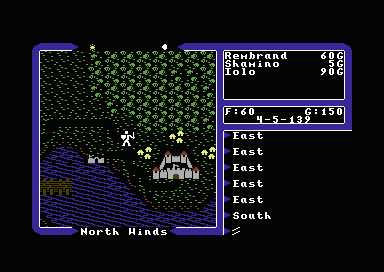 Rembrand 60G
Shamino 5G
Iolo 90G
F:60 G:150
4-5-139
East
East
East
East
East
South
North Winds